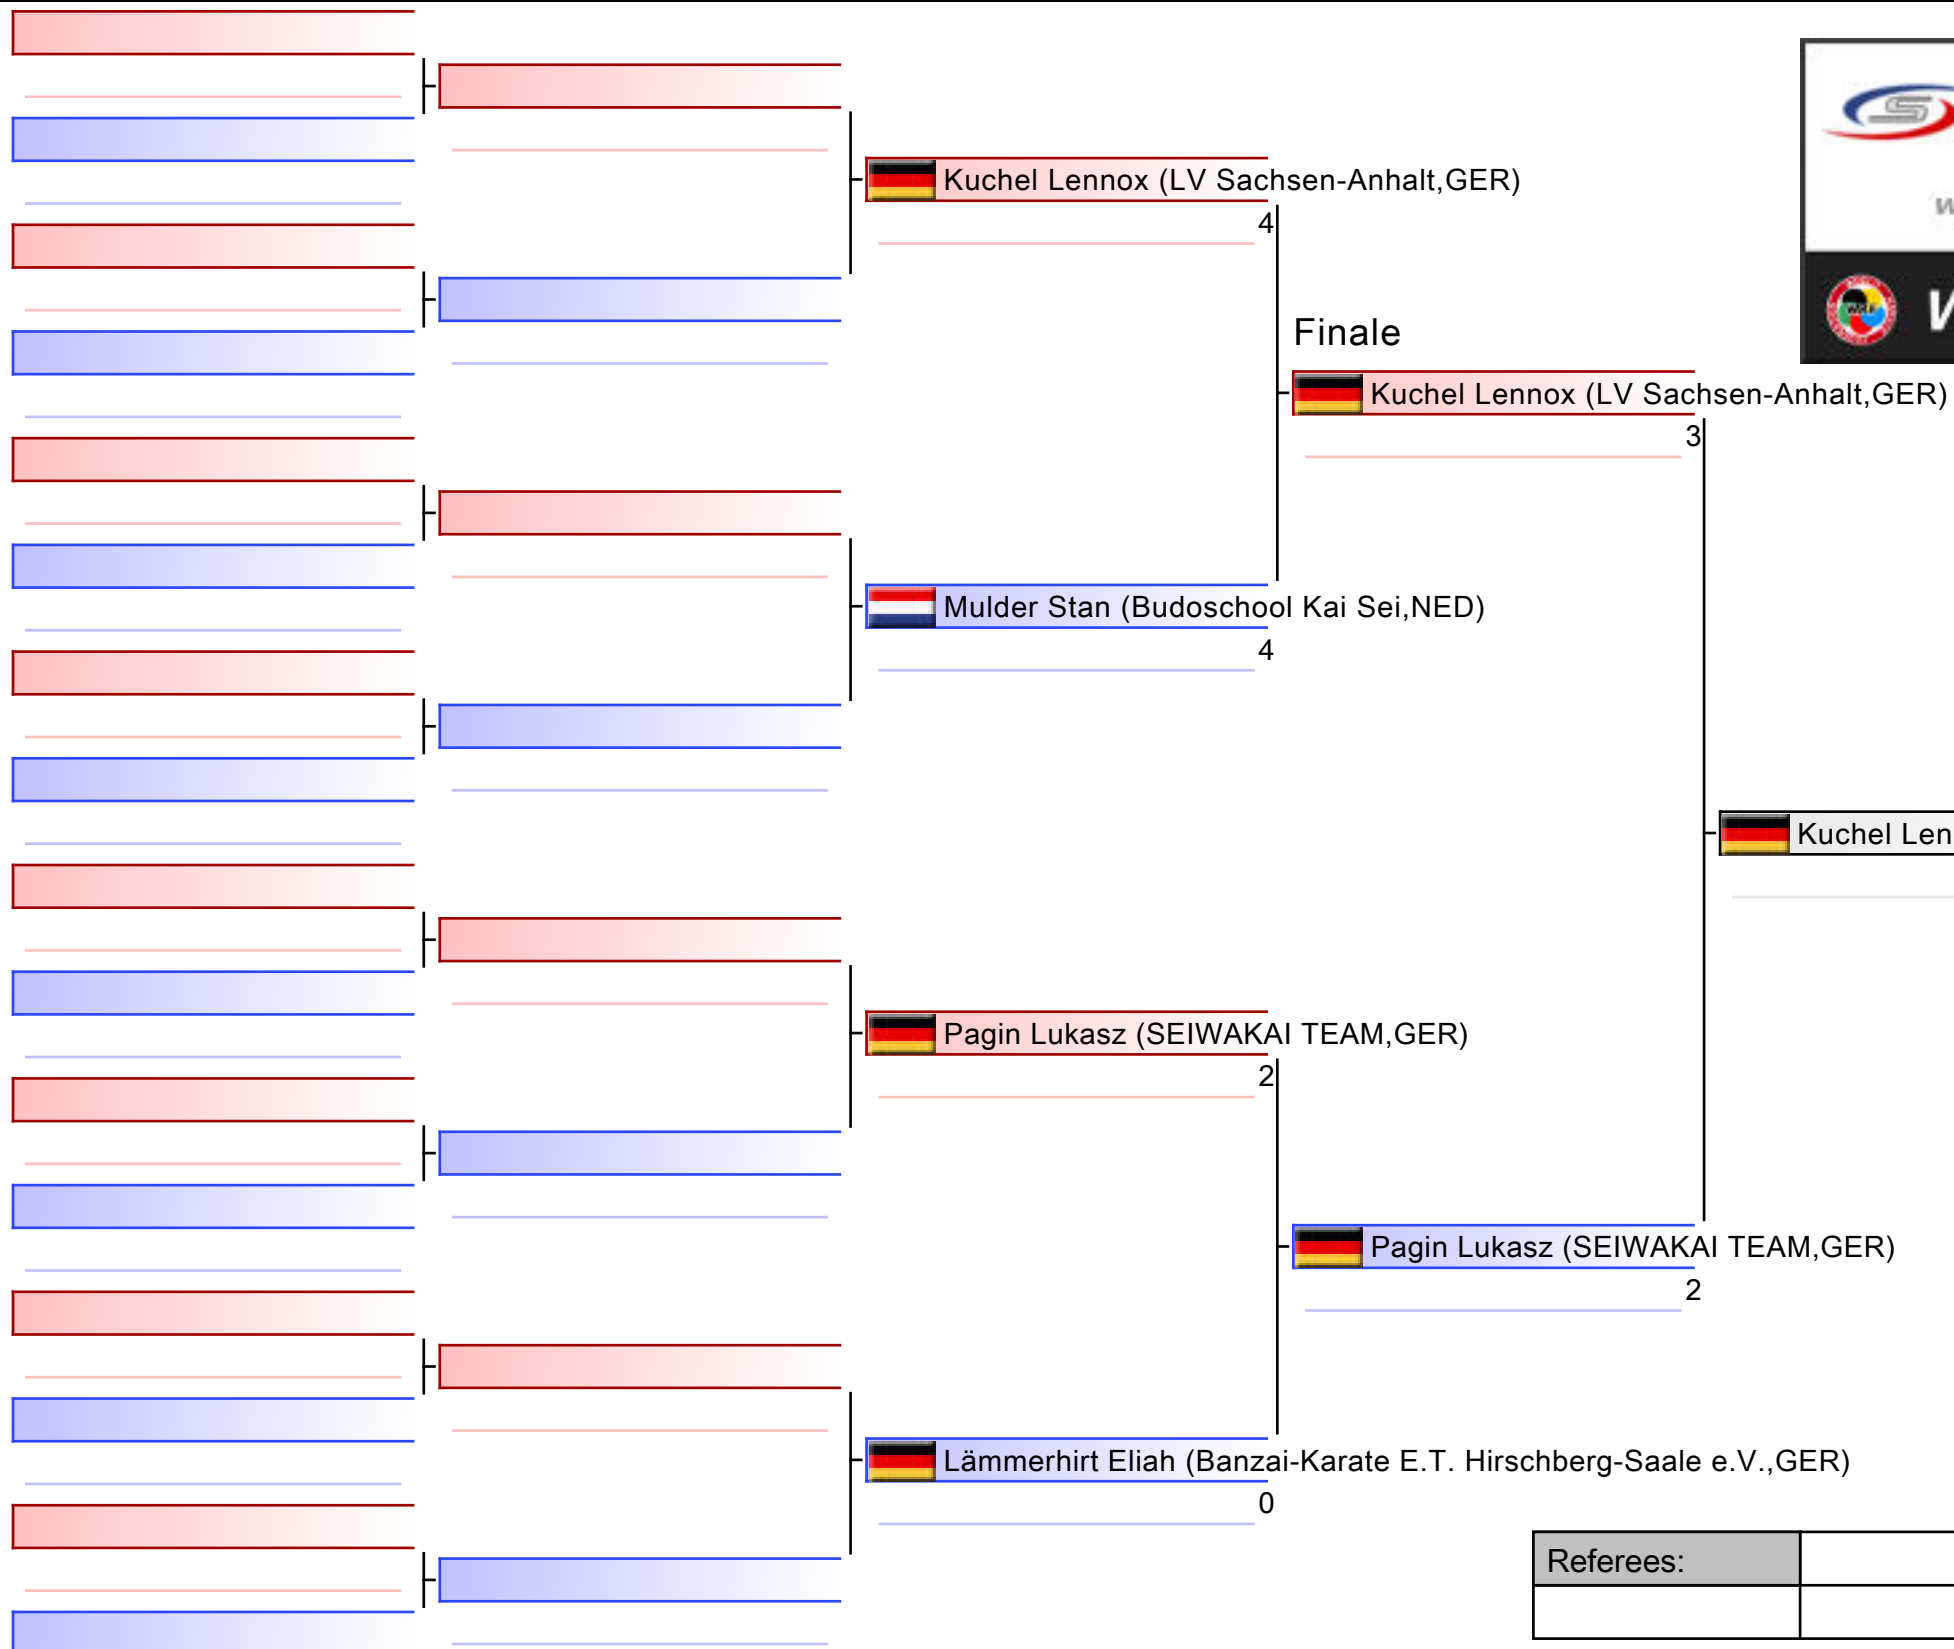 Kuchel Lennox (LV Sachsen-Anhalt,GER)
4
Finale
Kuchel Lennox (LV Sachsen-Anhalt,GER)
3
Mulder Stan (Budoschool Kai Sei,NED)
4
Kuchel Len
Pagin Lukasz (SEIWAKAI TEAM,GER)
2
Pagin Lukasz (SEIWAKAI TEAM,GER)
2
Lämmerhirt Eliah (Banzai-Karate E.T. Hirschberg-Saale e.V.,GER)
0
Referees: